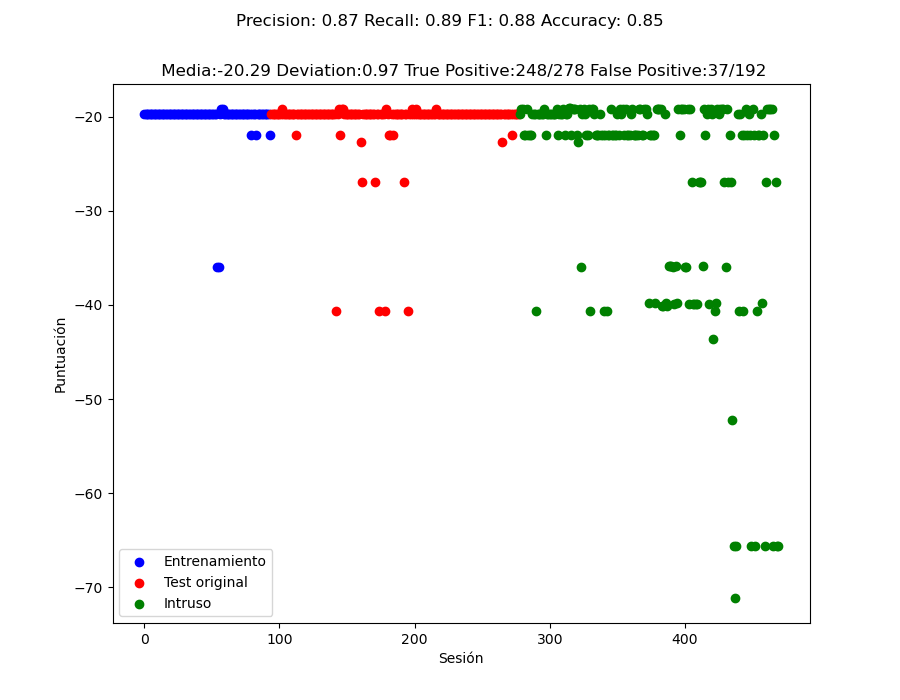 Precision: 0.87 Recall: 0.89 F1: 0.88 Accuracy: 0.85
Media:-20.29 Deviation:0.97 True Positive:248/278 False Positive:37/192
Puntuación
−20
−30
−40
−50
−60
−70
Entrenamiento
Test original
Intruso
0 100 200 300 400
Sesión